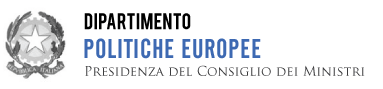 DIPARTIMENTO
POLITICHE EUROPEE
PRESIDENZA DEL CONSIGLIO DEI MINISTRI